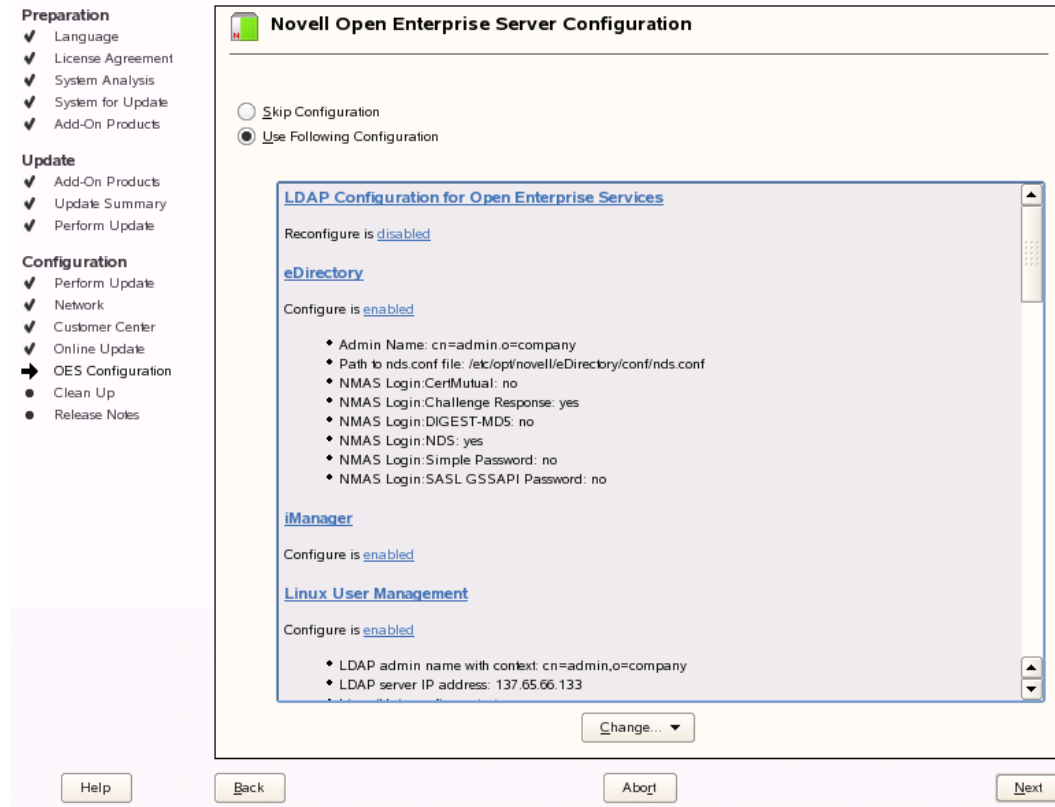 Preparation
Language
License Agreement
System Analysis
System for Update
Add-On Products
Update
Add-On Products
Update Summary
Perform Update
Configuration
Perform Update
Network
Customer Center
Online Update
OES Configuration
Clean Up
Release Notes
Novell Open Enterprise Server Configuration
Skip Configuration
Use Following Configuration
LDAP Configuration for Open Enterprise Services
Reconfigure is disabled
eDirectory
Configure is enabled
Admin Name: cn=admin.o=company
Path to nds.conf file: /etc/opt/novell/eDirectory/conf/nds.conf
NMAS Login:CertMutual: no
NMAS Login:Challenge Response: yes
NMAS Login:DIGEST-MD5: no
NMAS Login:NDS: yes
NMAS Login:Simple Password: no
NMAS Login:SASL GSSAPI Password: no
iManager
Configure is enabled
Linux User Management
Configure is enabled
LDAP admin name with context: cn=admin,o=company
LDAP server IP address: 137.65.66.133
Change...
Help
Back
Abort
Next